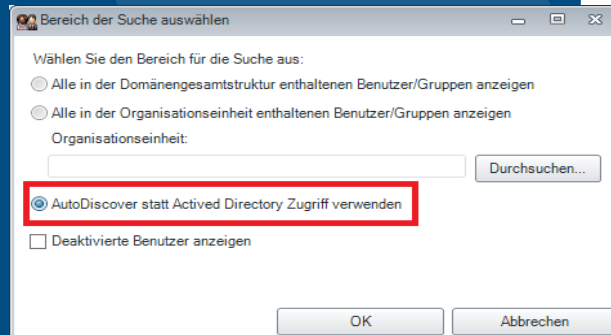 Bereich der Suche auswählen
Wählen Sie den Bereich für die Suche aus:
Alle in der Domänengesamtstruktur enthaltenen Benutzer/Gruppen anzeigen
Alle in der Organisationseinheit enthaltenen Benutzer/Gruppen anzeigen
Organisationseinheit:
Durchsuchen...
AutoDiscover statt Actived Directory Zugriff verwenden
Deaktivierte Benutzer anzeigen
OK
Abbrechen